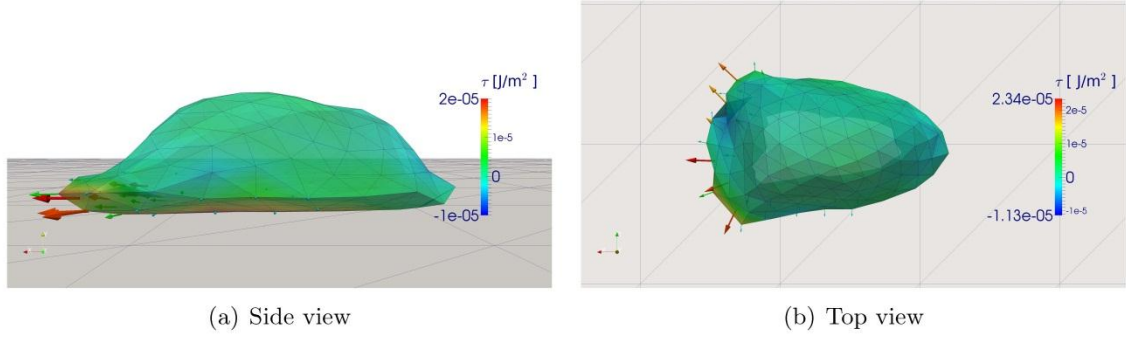 τ [J/m² ]
2e-05
1e-5
0
-1e-05
τ [ J/m² ]
2.34e-05
2e-5
1e-5
0
-1e-5
-1.13e-05
(a) Side view
(b) Top view